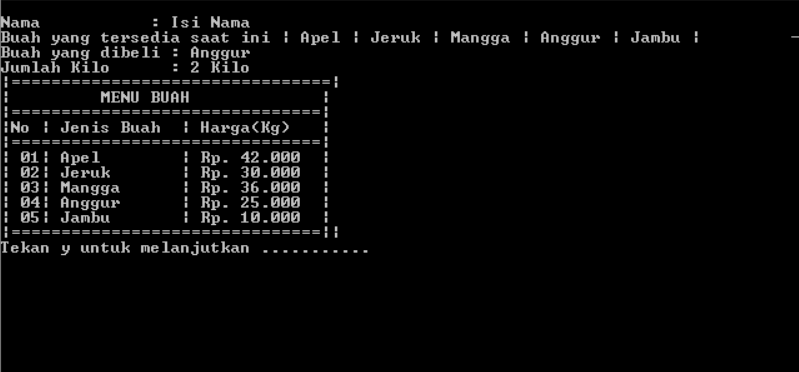 Nama           : Isi Nama
Buah yang tersedia saat ini ¦ Apel ¦ Jeruk ¦ Mangga ¦ Anggur ¦ Jambu ¦
Buah yang dibeli : Anggur
Jumlah Kilo      : 2 Kilo
¦================================¦
¦         MENU BUAH             ¦
¦===============================¦
¦No ¦ Jenis Buah  ¦ Harga(Kg)   ¦
¦===============================¦
¦ 01¦ Apel        ¦ Rp. 42.000  ¦
¦ 02¦ Jeruk       ¦ Rp. 30.000  ¦
¦ 03¦ Mangga      ¦ Rp. 36.000  ¦
¦ 04¦ Anggur      ¦ Rp. 25.000  ¦
¦ 05¦ Jambu       ¦ Rp. 10.000  ¦
¦===============================¦¦
Tekan y untuk melanjutkan ...........